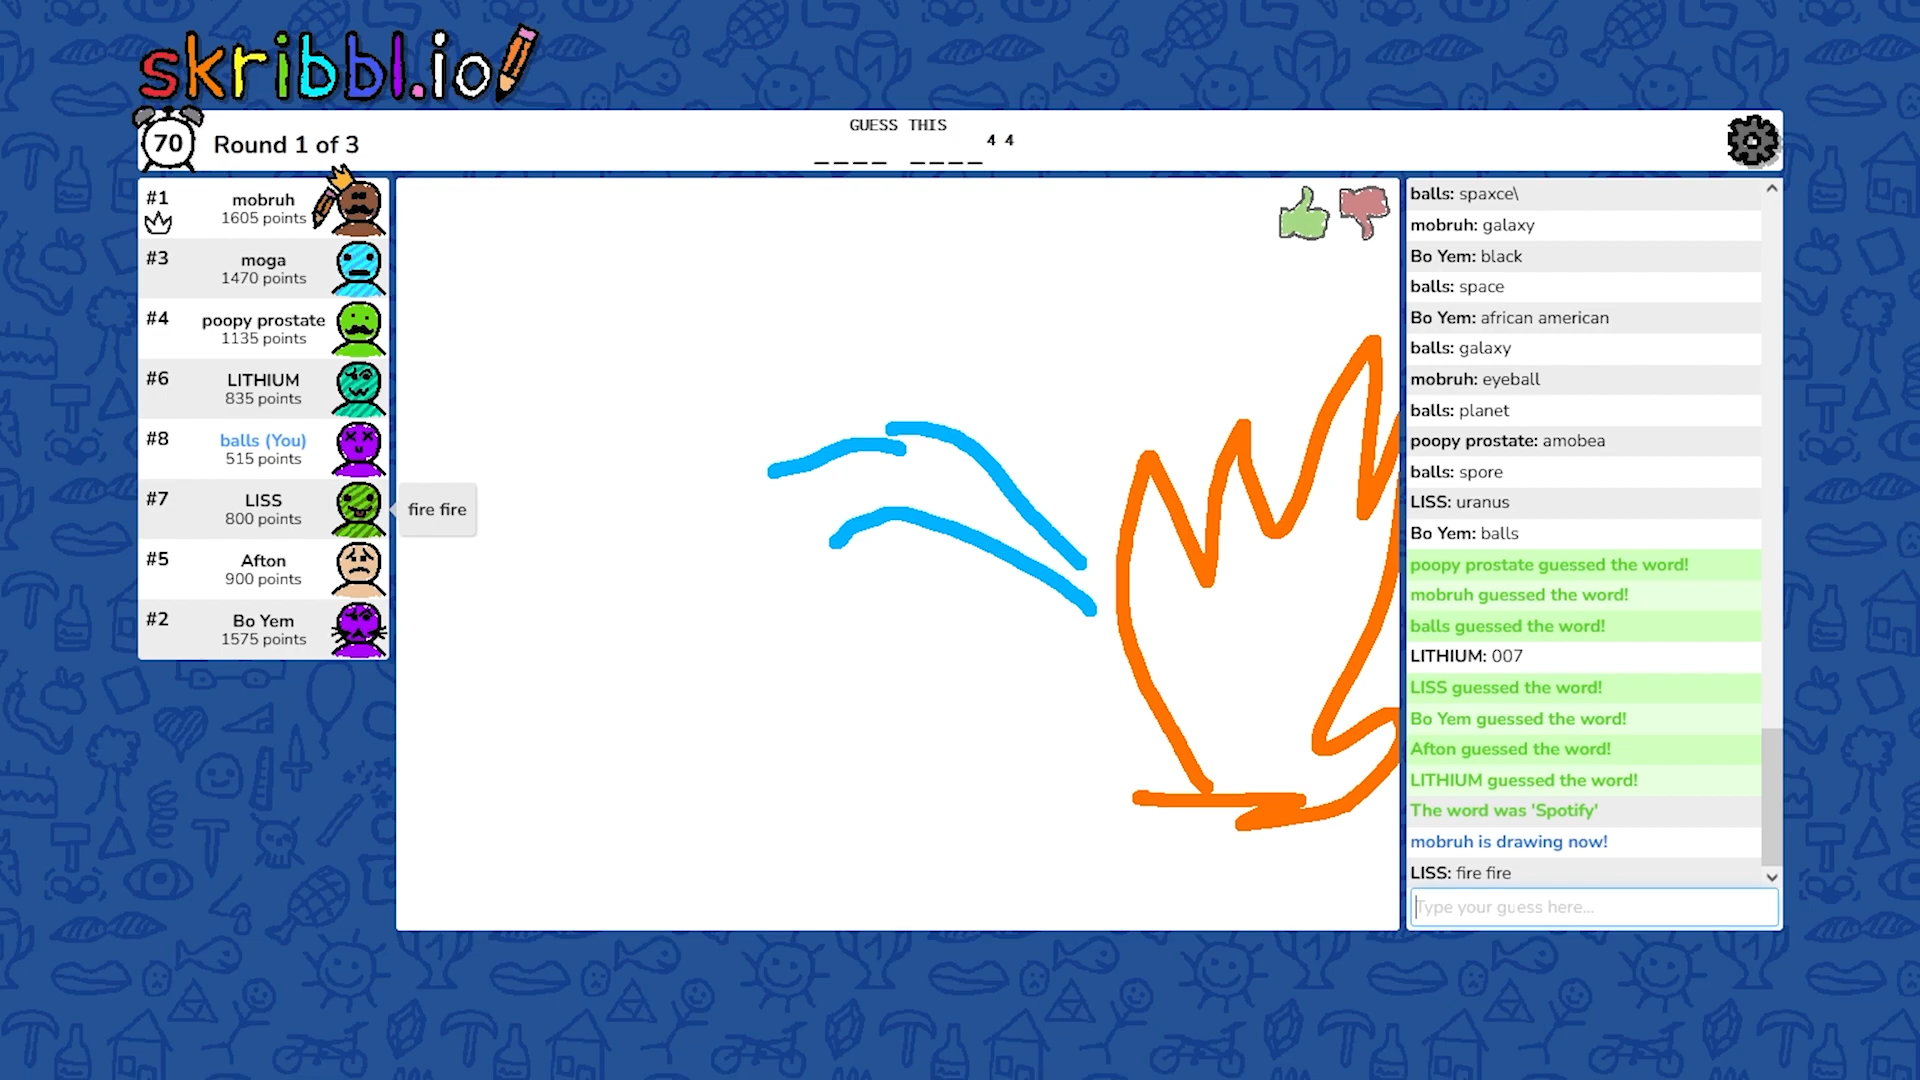 skribbl.io
70
Round 1 of 3
GUESS THIS
____ ____ 4 4
#1
mobruh
1605 points
#3
moga
1470 points
#4
poopy prostate
1135 points
#6
LITHIUM
835 points
#8
balls (You)
515 points
#7
LISS
800 points
fire fire
#5
Afton
900 points
#2
Bo Yem
1575 points
balls: spaxce\
mobruh: galaxy
Bo Yem: black
balls: space
Bo Yem: african american
balls: galaxy
mobruh: eyeball
balls: planet
poopy prostate: amobea
balls: spore
LISS: uranus
Bo Yem: balls
poopy prostate guessed the word!
mobruh guessed the word!
balls guessed the word!
LITHIUM: 007
LISS guessed the word!
Bo Yem guessed the word!
Afton guessed the word!
LITHIUM guessed the word!
The word was 'Spotify'
mobruh is drawing now!
LISS: fire fire
Type your guess here...